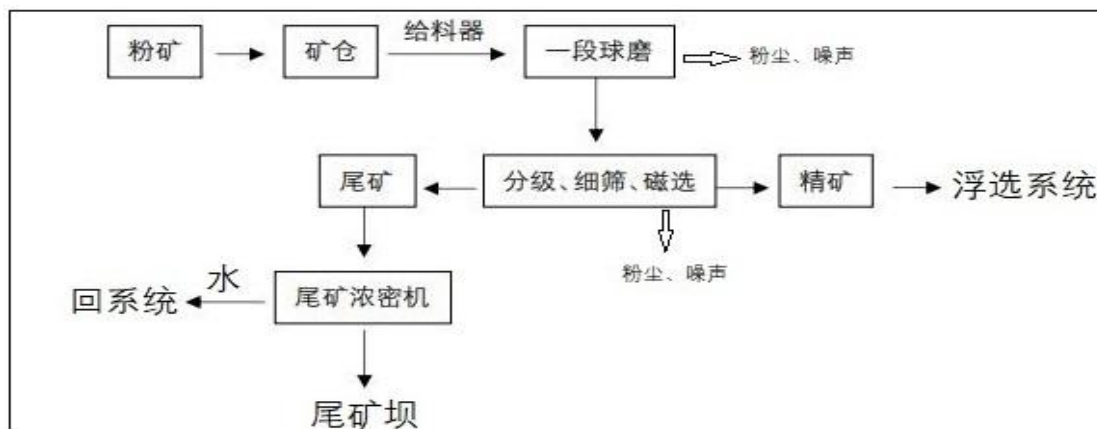 粉矿
矿仓
给料器
一段球磨
粉尘、噪声
尾矿
分级、细筛、磁选
精矿
浮选系统
粉尘、噪声
回系统
水
尾矿浓密机
尾矿坝